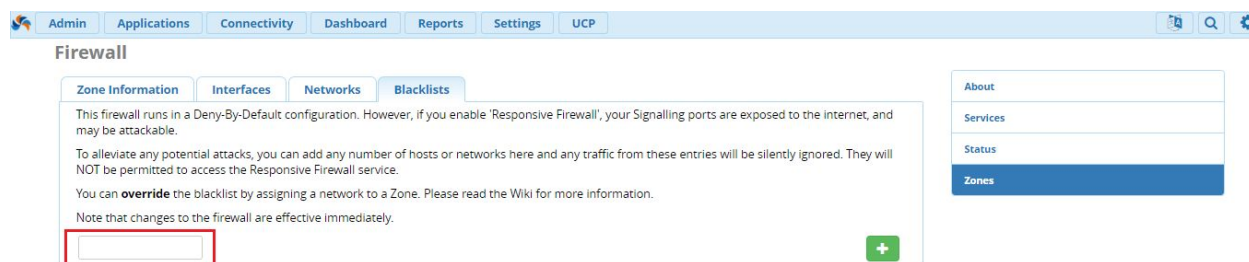 Admin Applications Connectivity Dashboard Reports Settings UCP
Firewall
Zone Information Interfaces Networks Blacklists
This firewall runs in a Deny-By-Default configuration. However, if you enable 'Responsive Firewall', your Signalling ports are exposed to the internet, and
may be attackable.
To alleviate any potential attacks, you can add any number of hosts or networks here and any traffic from these entries will be silently ignored. They will
NOT be permitted to access the Responsive Firewall service.
You can override the blacklist by assigning a network to a Zone. Please read the Wiki for more information.
Note that changes to the firewall are effective immediately.
About
Services
Status
Zones